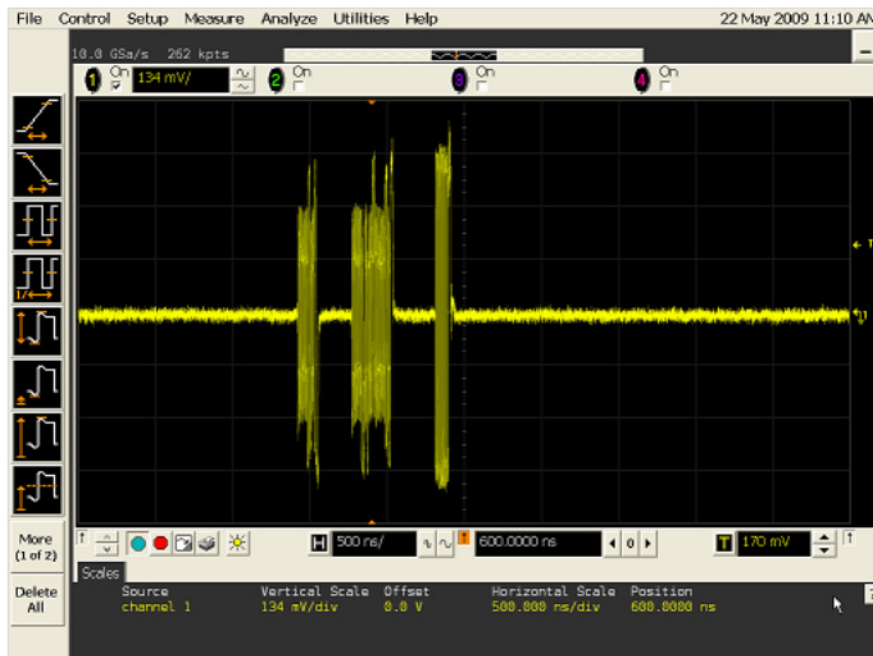 File Control Setup Measure Analyze Utilities Help 22 May 2009 11:10 AM
10.0 GSa/s 262 kpts
1 On 134 mV/ 2 On 3 On 4 On
T
1
More
(1 of 2)
Delete
All
H 500 ns/ 600.0000 ns 0 T 170 mV
Scales
Source Vertical Scale Offset Horizontal Scale Position
channel 1 134 mV/div 0.0 V 500.000 ns/div 600.0000 ns